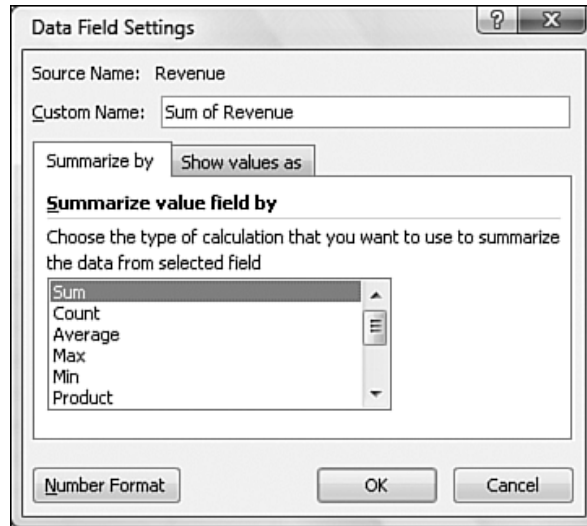 Data Field Settings
?
X
Source Name: Revenue
Custom Name: Sum of Revenue
Summarize by
Show values as
Summarize value field by
Choose the type of calculation that you want to use to summarize
the data from selected field
Sum
Count
Average
Max
Min
Product
Number Format
OK
Cancel